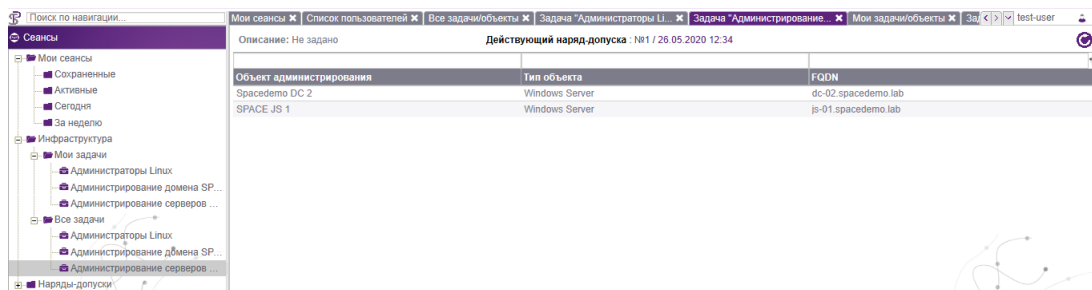 Поиск по навигации...
Мои сеансы Список пользователей Все задачи/объекты Задача "Администраторы Li... Задача "Администрирование... Мои задачи/объекты test-user
Сеансы
Описание: Не задано Действующий наряд-допуска : №1 / 26.05.2020 12:34
Мои сеансы
Сохраненные
Активные
Сегодня
За неделю
Инфраструктура
Мои задачи
Администраторы Linux
Администрирование домена SP...
Администрирование серверов ...
Все задачи
Администраторы Linux
Администрирование домена SP...
Администрирование серверов ...
Наряды-допуски
Объект администрирования Тип объекта FQDN
Spacedemo DC 2 Windows Server dc-02.spacedemo.lab
SPACE JS 1 Windows Server js-01.spacedemo.lab